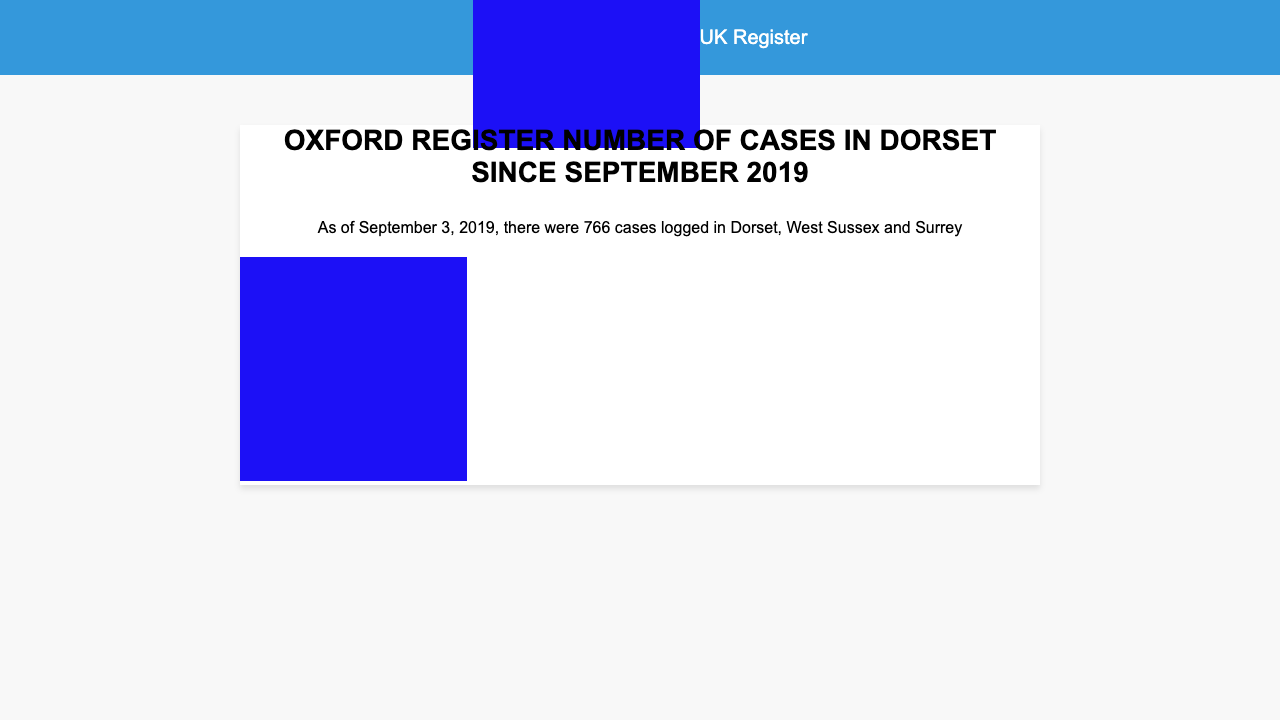 UK Register
OXFORD REGISTER NUMBER OF CASES IN DORSET
SINCE SEPTEMBER 2019
As of September 3, 2019, there were 766 cases logged in Dorset, West Sussex and Surrey